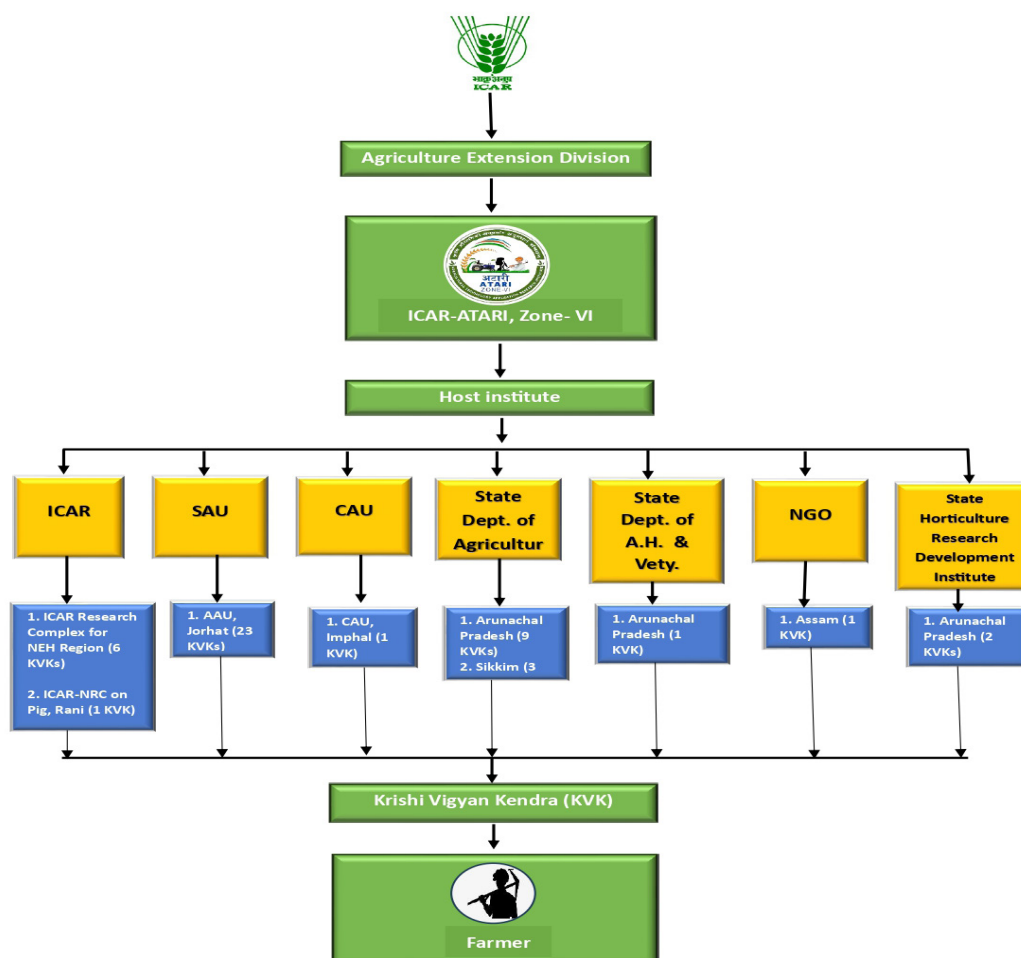 भाकृअनुप
ICAR
Agriculture Extension Division
अटारी
ATARI
ZONE-VI
ICAR-ATARI, Zone- VI
Host institute
ICAR
SAU
CAU
State
Dept. of
Agricultur
State
Dept. of
A.H. &
Vety.
NGO
State
Horticulture
Research
Development
Institute
1. ICAR Research
Complex for
NEH Region (6
KVKs)
2. ICAR-NRC on
Pig, Rani (1 KVK)
1. AAU,
Jorhat (23
KVKs)
1. CAU,
Imphal (1
KVK)
1. Arunachal
Pradesh (9
KVKs)
2. Sikkim (3
1. Arunachal
Pradesh (1
KVK)
1. Assam (1
KVK)
1. Arunachal
Pradesh (2
KVKs)
Krishi Vigyan Kendra (KVK)
Farmer